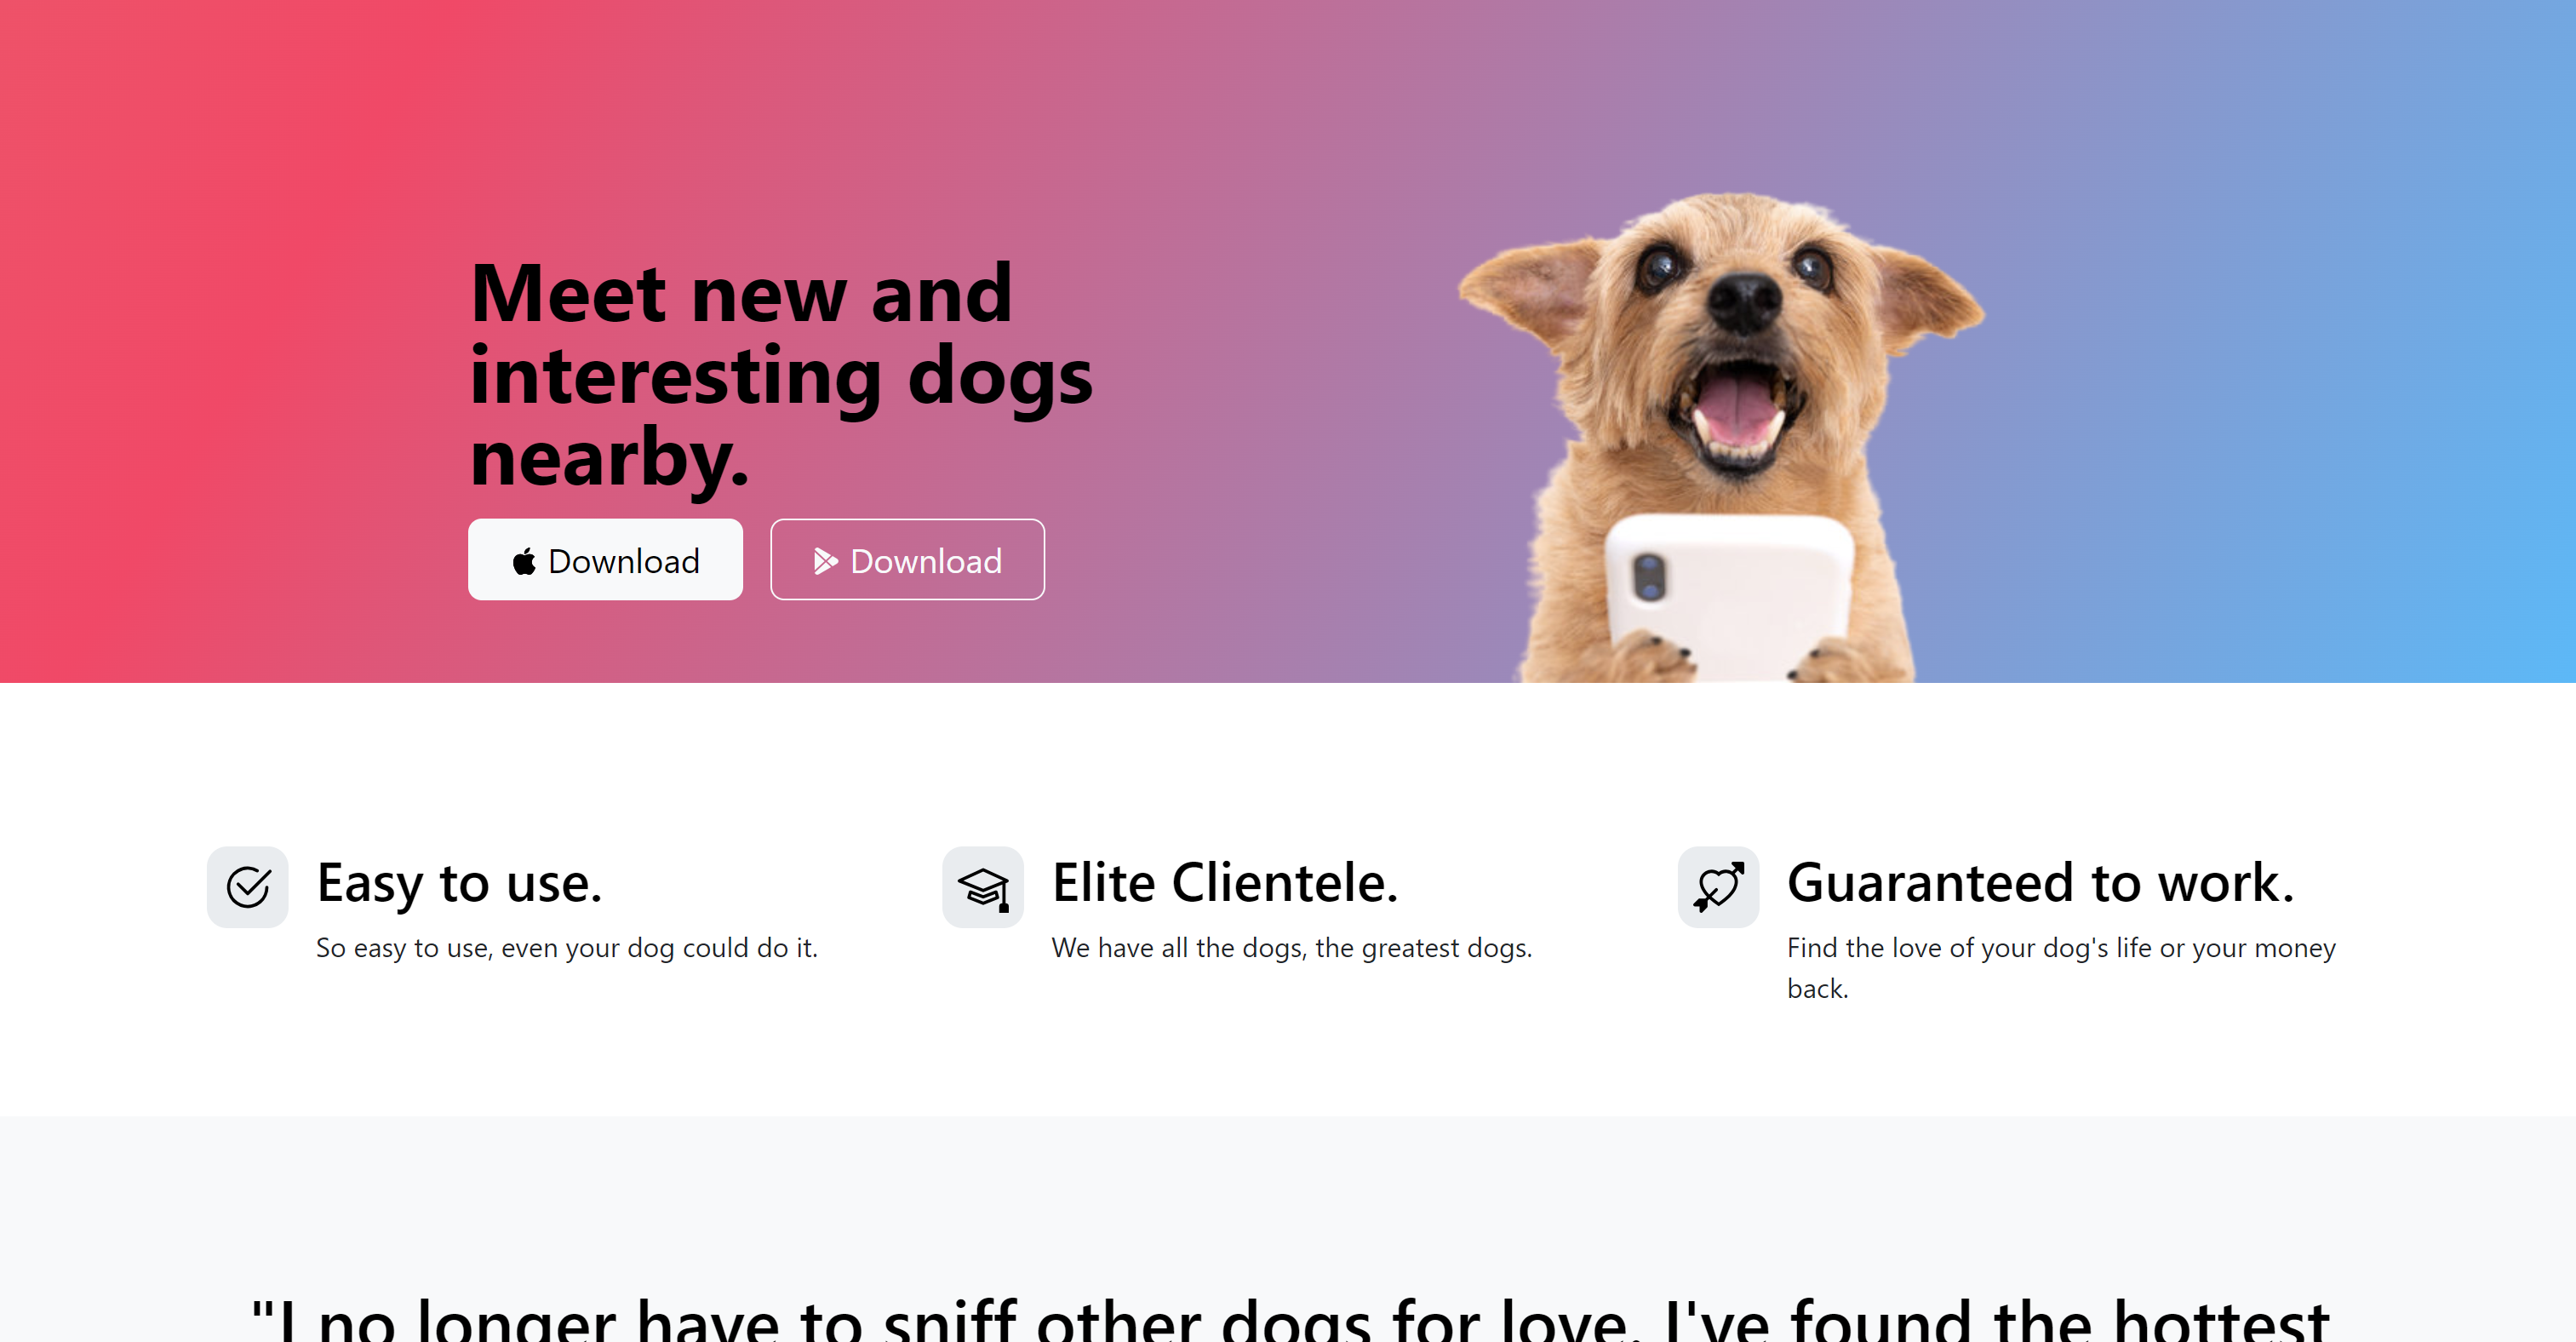 Meet new and
interesting dogs
nearby.
Download
Download
Easy to use.
So easy to use, even your dog could do it.
Elite Clientele.
We have all the dogs, the greatest dogs.
Guaranteed to work.
Find the love of your dog's life or your money
back.
"I no longer have to sniff other dogs for love. I've found the hottest